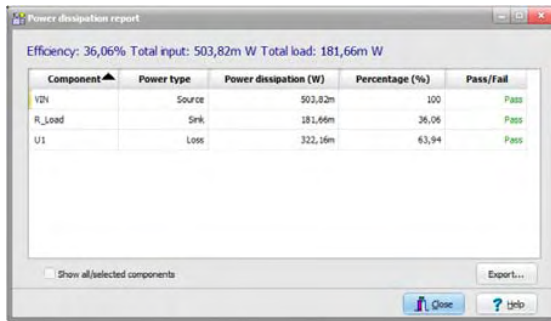 Power dissipation report
Efficiency: 36,06% Total input: 503,82m W Total load: 181,66m W
Component Power type Power dissipation (W) Percentage (%) Pass/Fail
VIN Source 503,82m 100 Pass
R_Load Sink 181,66m 36,06 Pass
U1 Loss 322,16m 63,94 Pass
Show all/selected components Export...
Close ? Help